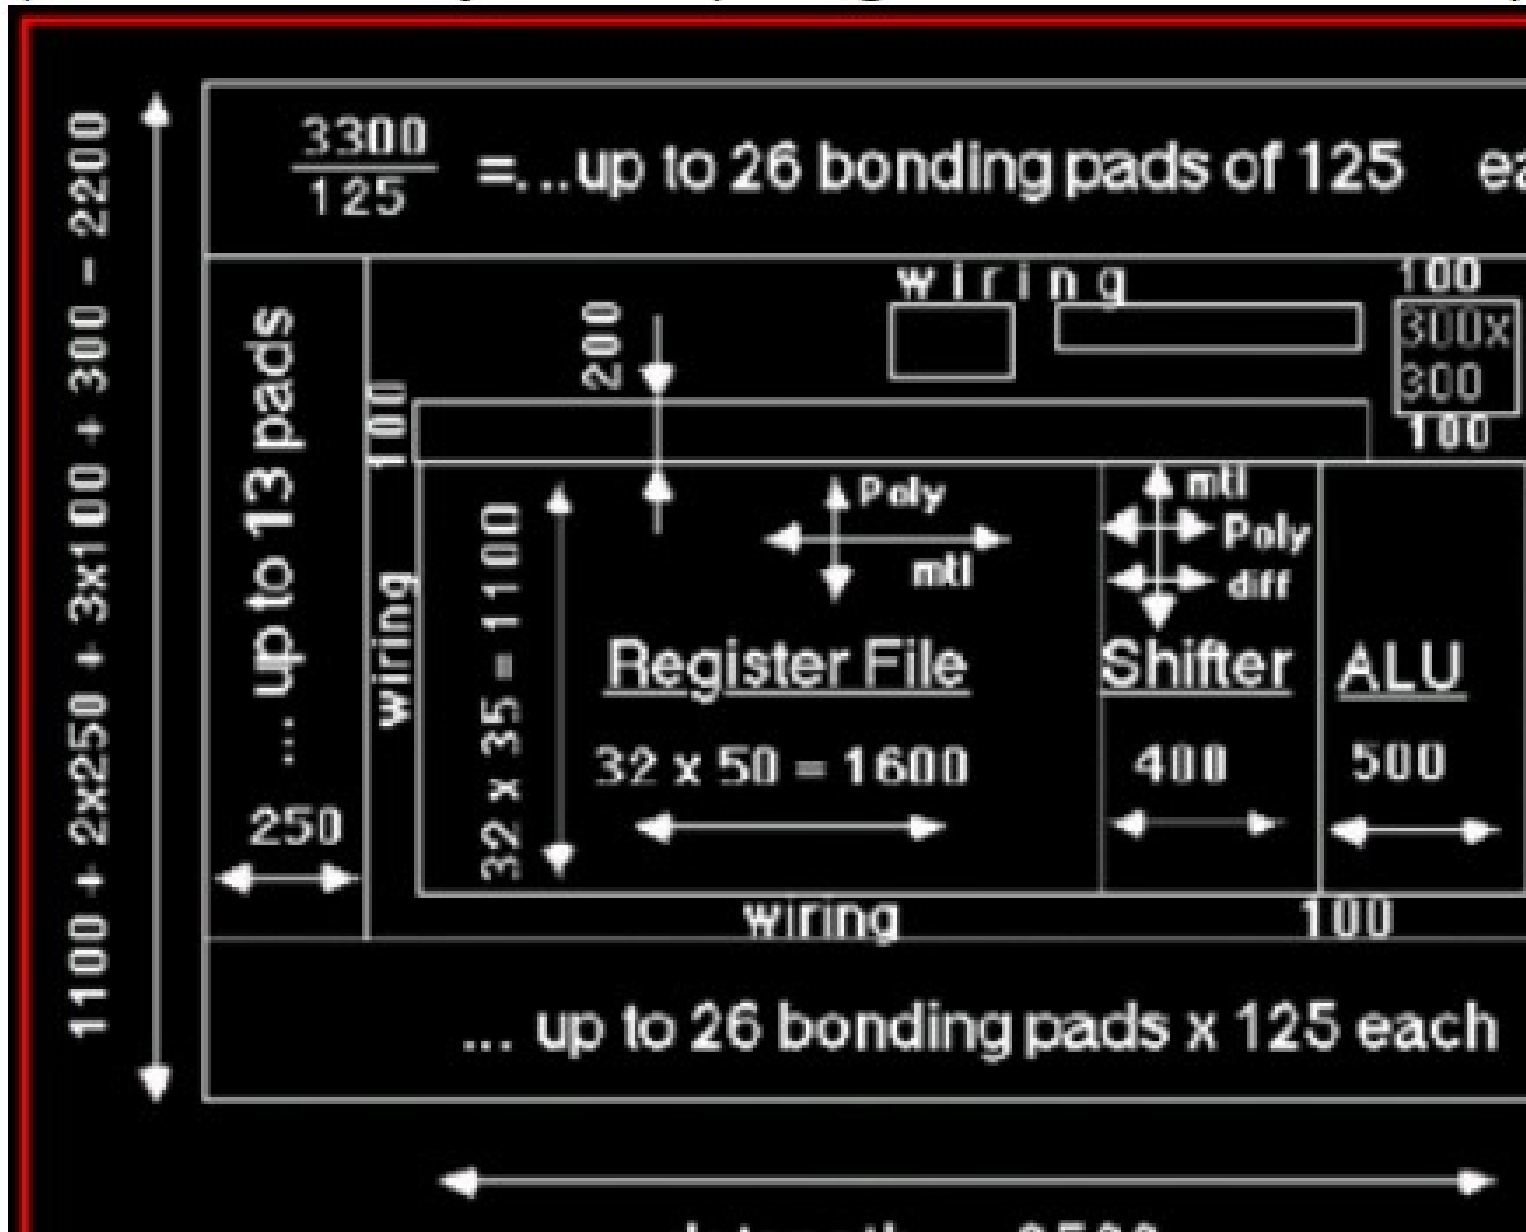 3300
125
=...up to 26 bonding pads of 125
1100 + 2x250 + 3x100 + 300 - 2200
... up to 13 pads
250
wiring
200
100
100
300x
300
100
wiring
32 x 35 = 1100
Poly
mtl
mtl
Poly
diff
Register File
Shifter
ALU
32 x 50 = 1600
400
500
wiring
100
... up to 26 bonding pads x 125 each